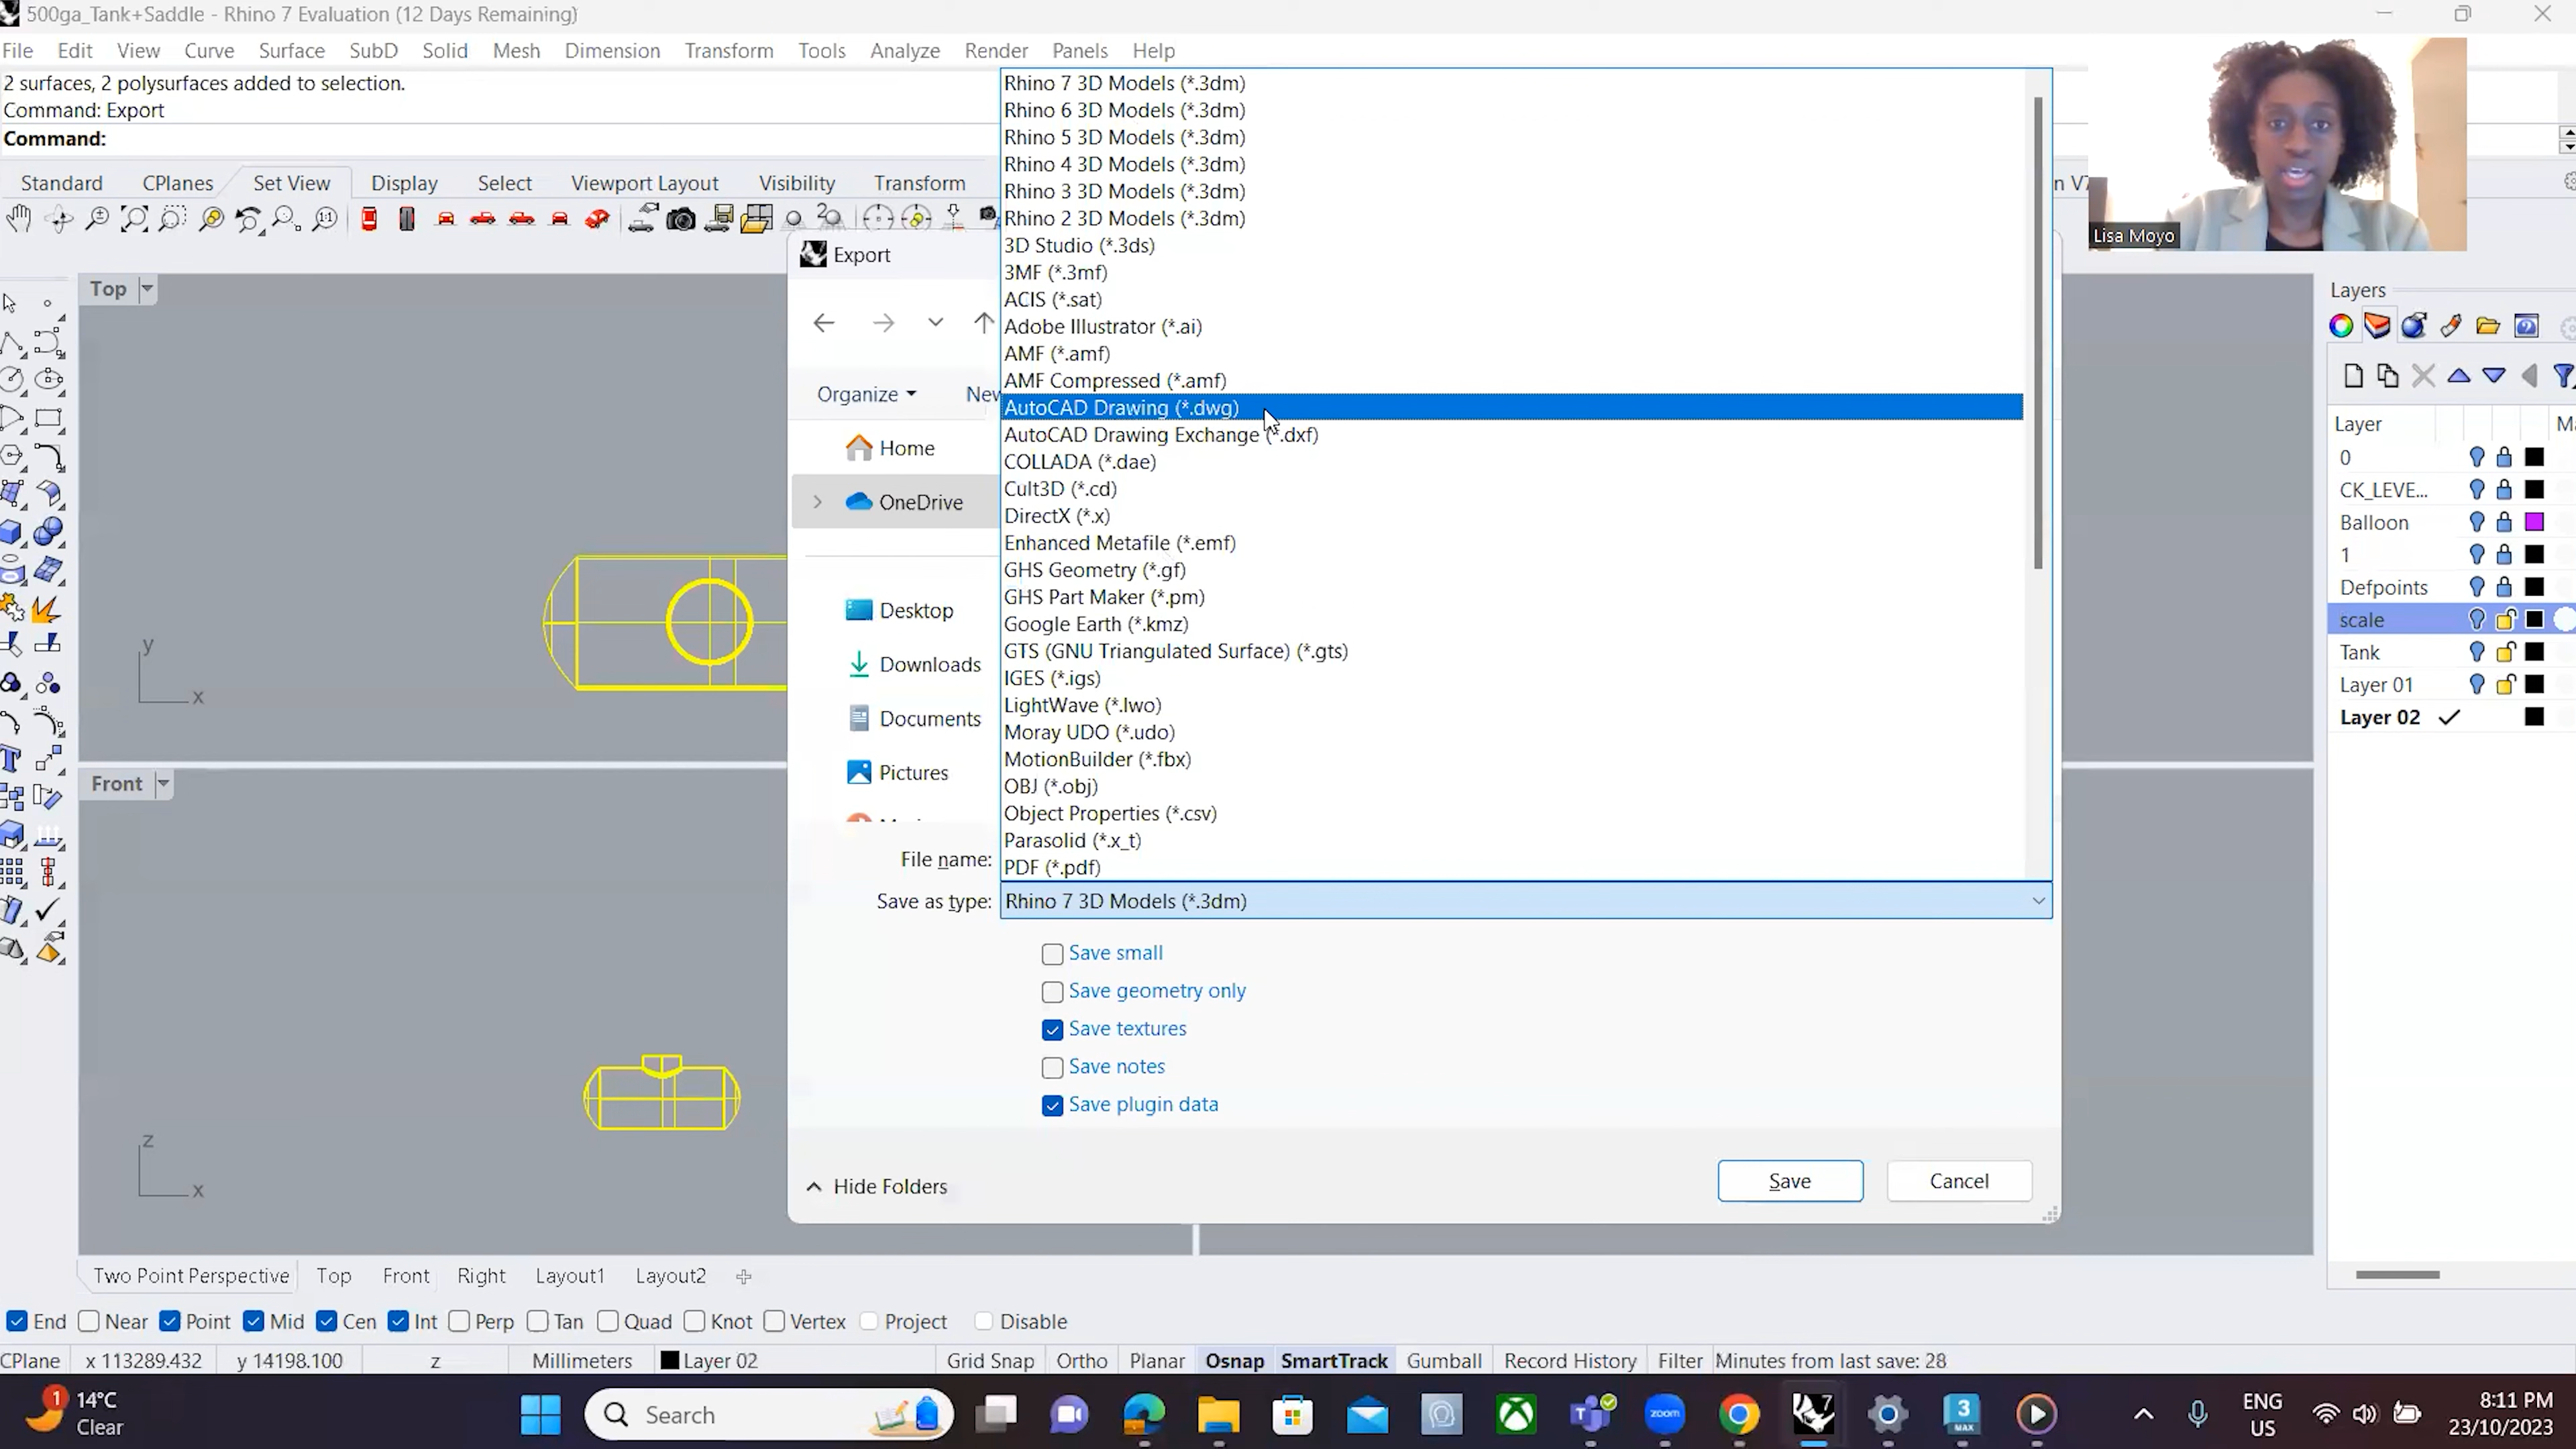 500ga_Tank+Saddle - Rhino 7 Evaluation (12 Days Remaining)
File Edit View Curve Surface SubD Solid Mesh Dimension Transform Tools Analyze Render Panels Help
2 surfaces, 2 polysurfaces added to selection.
Command: Export
Command:
Standard CPlanes Set View Display Select Viewport Layout Visibility Transform
Lisa Moyo
Export
Organize
Home
OneDrive
Desktop
Downloads
Documents
Pictures
Rhino 7 3D Models (*.3dm)
Rhino 6 3D Models (*.3dm)
Rhino 5 3D Models (*.3dm)
Rhino 4 3D Models (*.3dm)
Rhino 3 3D Models (*.3dm)
Rhino 2 3D Models (*.3dm)
3D Studio (*.3ds)
3MF (*.3mf)
ACIS (*.sat)
Adobe Illustrator (*.ai)
AMF (*.amf)
AMF Compressed (*.amf)
AutoCAD Drawing (*.dwg)
AutoCAD Drawing Exchange (*.dxf)
COLLADA (*.dae)
Cult3D (*.cd)
DirectX (*.x)
Enhanced Metafile (*.emf)
GHS Geometry (*.gf)
GHS Part Maker (*.pm)
Google Earth (*.kmz)
GTS (GNU Triangulated Surface) (*.gts)
IGES (*.igs)
LightWave (*.lwo)
Moray UDO (*.udo)
MotionBuilder (*.fbx)
OBJ (*.obj)
Object Properties (*.csv)
Parasolid (*.x_t)
PDF (*.pdf)
File name:
Save as type: Rhino 7 3D Models (*.3dm)
Save small
Save geometry only
Save textures
Save notes
Save plugin data
Hide Folders
Save Cancel
Top
y
x
Front
z
x
Layers
Layer
0
CK_LEVE...
Balloon
1
Defpoints
scale
Tank
Layer 01
Layer 02
Two Point Perspective Top Front Right Layout1 Layout2
End Near Point Mid Cen Int Perp Tan Quad Knot Vertex Project Disable
CPlane x 113289.432 y 14198.100 z Millimeters Layer 02 Grid Snap Ortho Planar Osnap SmartTrack Gumball Record History Filter Minutes from last save: 28
1
14°C
Clear
Search
zoom
7
3
MAX
ENG
US
8:11 PM
23/10/2023